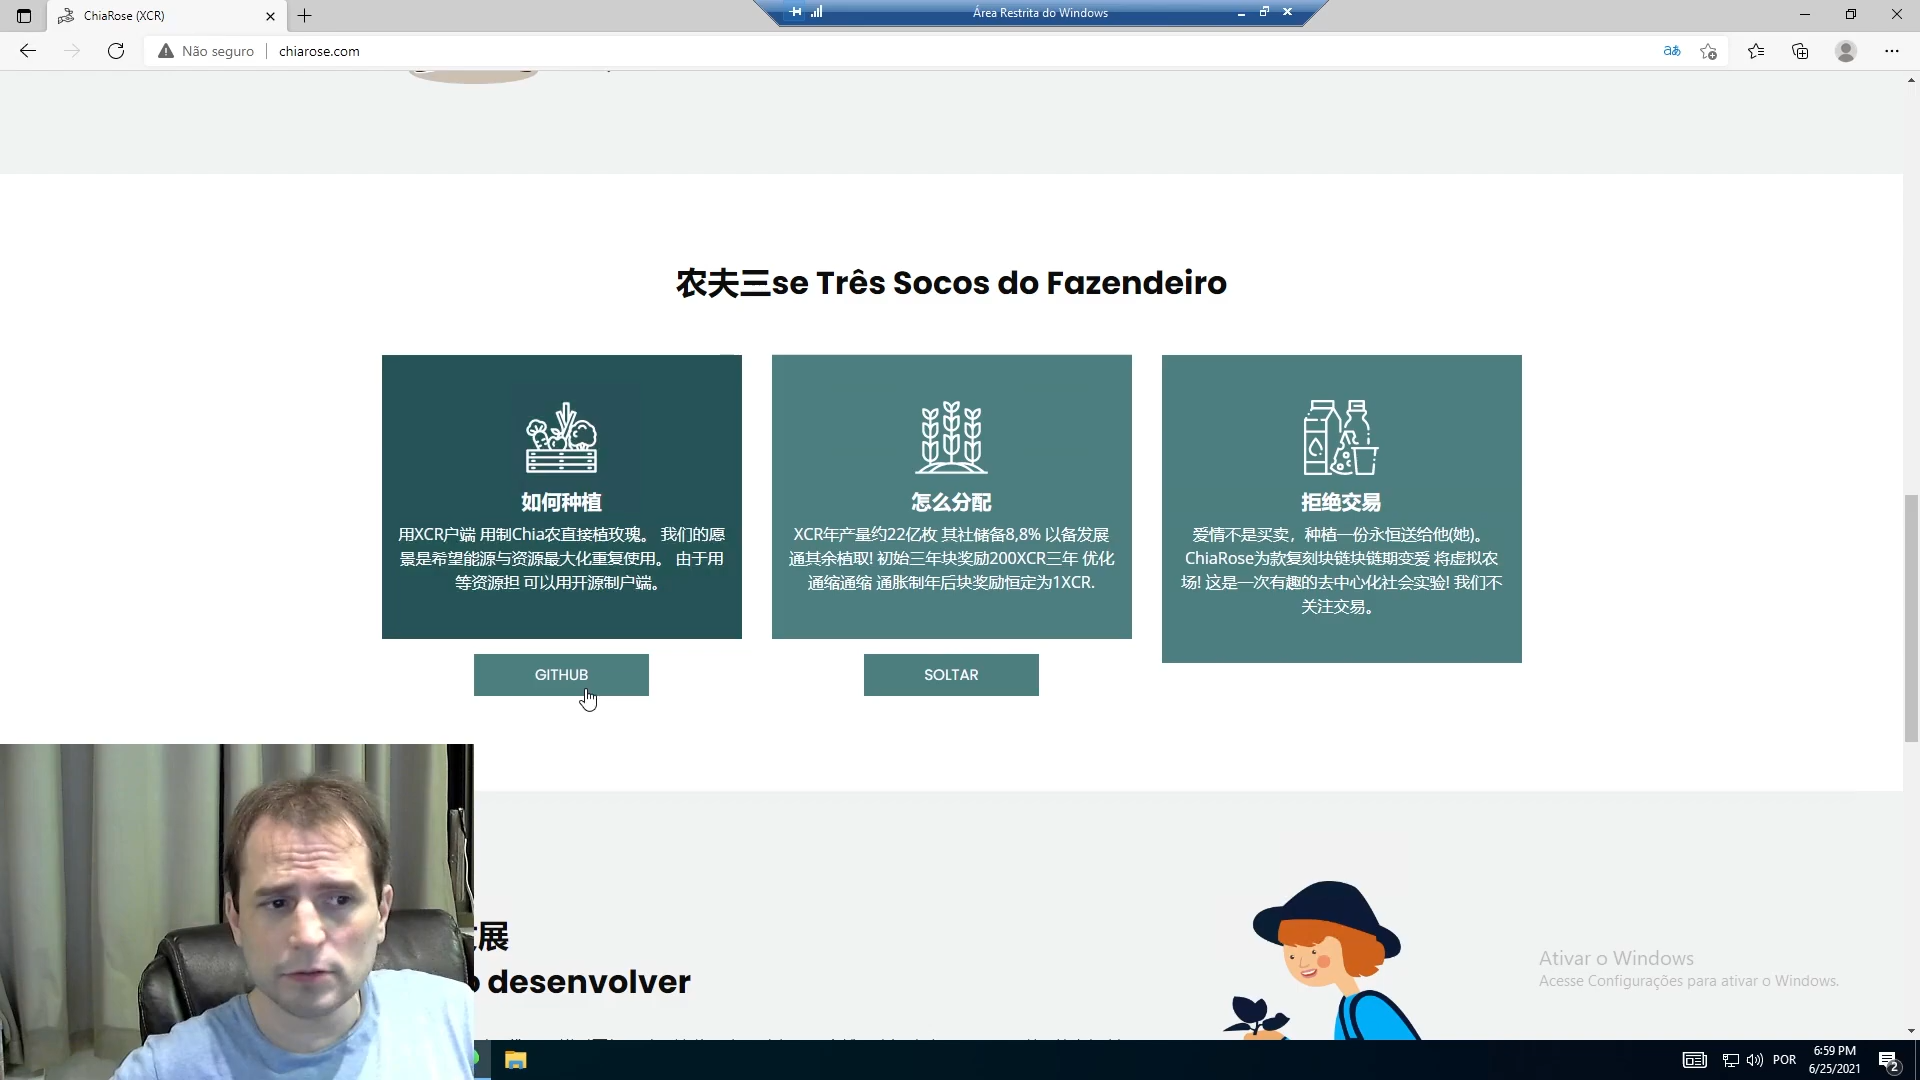 ChiaRose (XCR)
Área Restrita do Windows
Não seguro
chiarose.com
农夫三se Três Socos do Fazendeiro
如何种植
用XCR户端 用制Chia农直接植玫瑰。 我们的愿
景是希望能源与资源最大化重复使用。 由于用
等资源担 可以用开源制户端。
GITHUB
怎么分配
XCR年产量约22亿枚 其社储备8,8% 以备发展
通其余植取! 初始三年块奖励200XCR三年 优化
通缩通缩 通胀制年后块奖励恒定为1XCR.
SOLTAR
拒绝交易
爱情不是买卖，种植一份永恒送给他(她)。
ChiaRose为款复刻块链块链期变爱 将虚拟农
场! 这是一次有趣的去中心化社会实验! 我们不
关注交易。
展
desenvolver
Ativar o Windows
Acesse Configurações para ativar o Windows.
POR
6:59 PM
6/25/2021
2